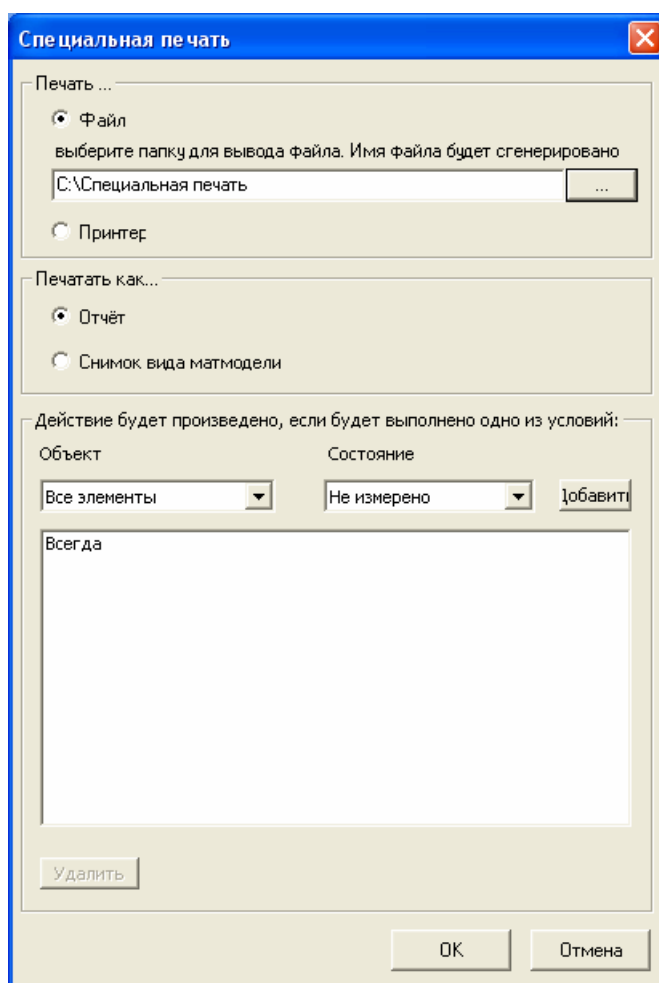 Специальная печать
Печать ...
Файл
выберите папку для вывода файла. Имя файла будет сгенерировано
C:\Специальная печать
...
Принтер
Печатать как...
Отчёт
Снимок вида матмодели
Действие будет произведено, если будет выполнено одно из условий:
Объект Состояние
Все элементы Не измерено Добавить
Всегда
Удалить
OK Отмена